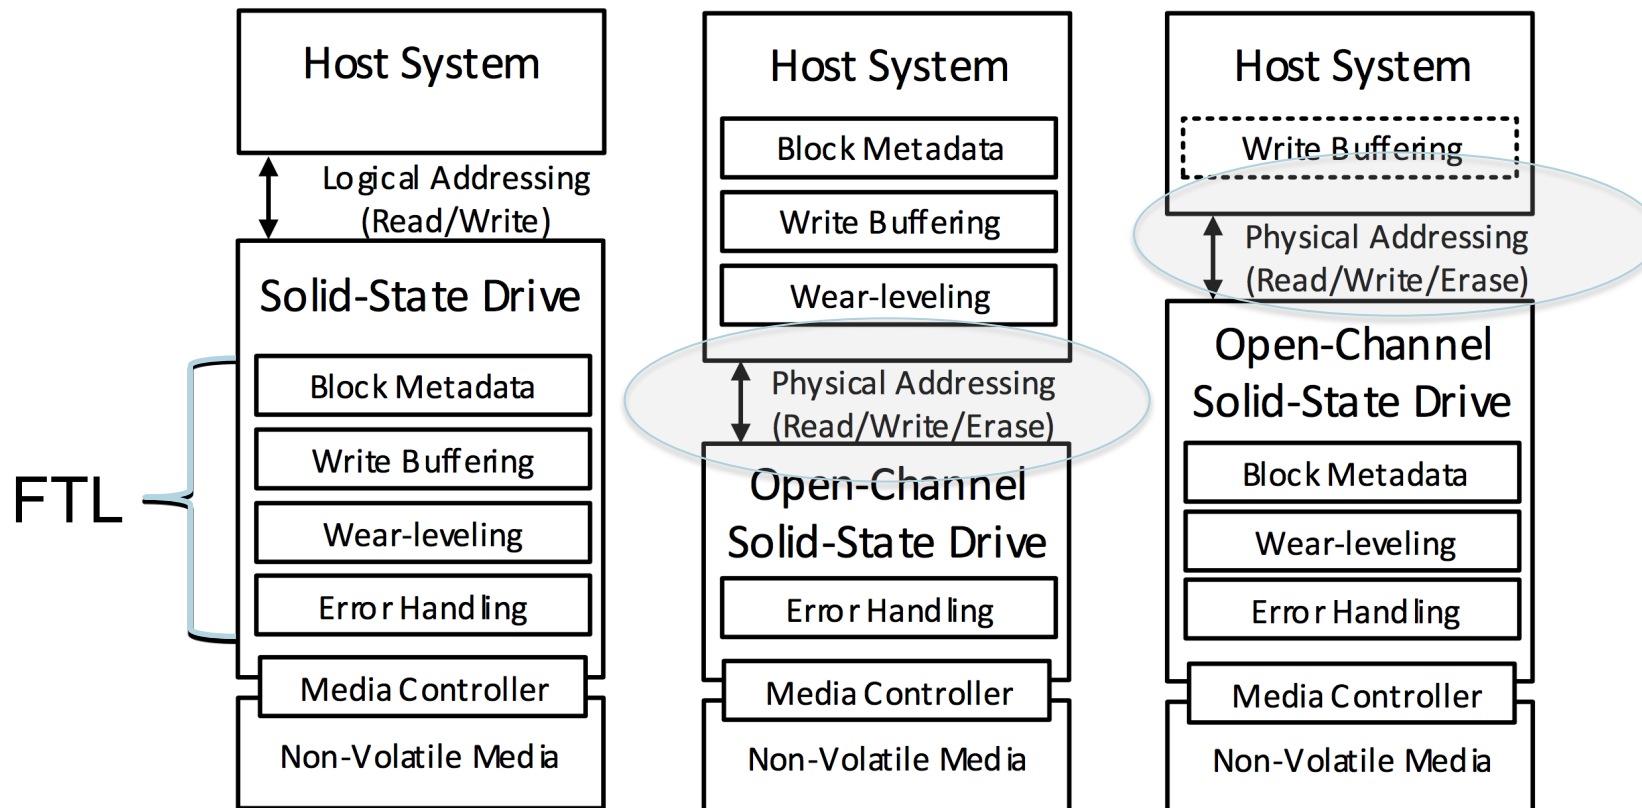 FTL
Host System
Logical Addressing
(Read/Write)
Solid-State Drive
Block Metadata
Write Buffering
Wear-leveling
Error Handling
Media Controller
Non-Volatile Media
Host System
Block Metadata
Write Buffering
Wear-leveling
Physical Addressing
(Read/Write/Erase)
Open-Channel
Solid-State Drive
Error Handling
Media Controller
Non-Volatile Media
Host System
Write Buffering
Physical Addressing
(Read/Write/Erase)
Open-Channel
Solid-State Drive
Block Metadata
Wear-leveling
Error Handling
Media Controller
Non-Volatile Media